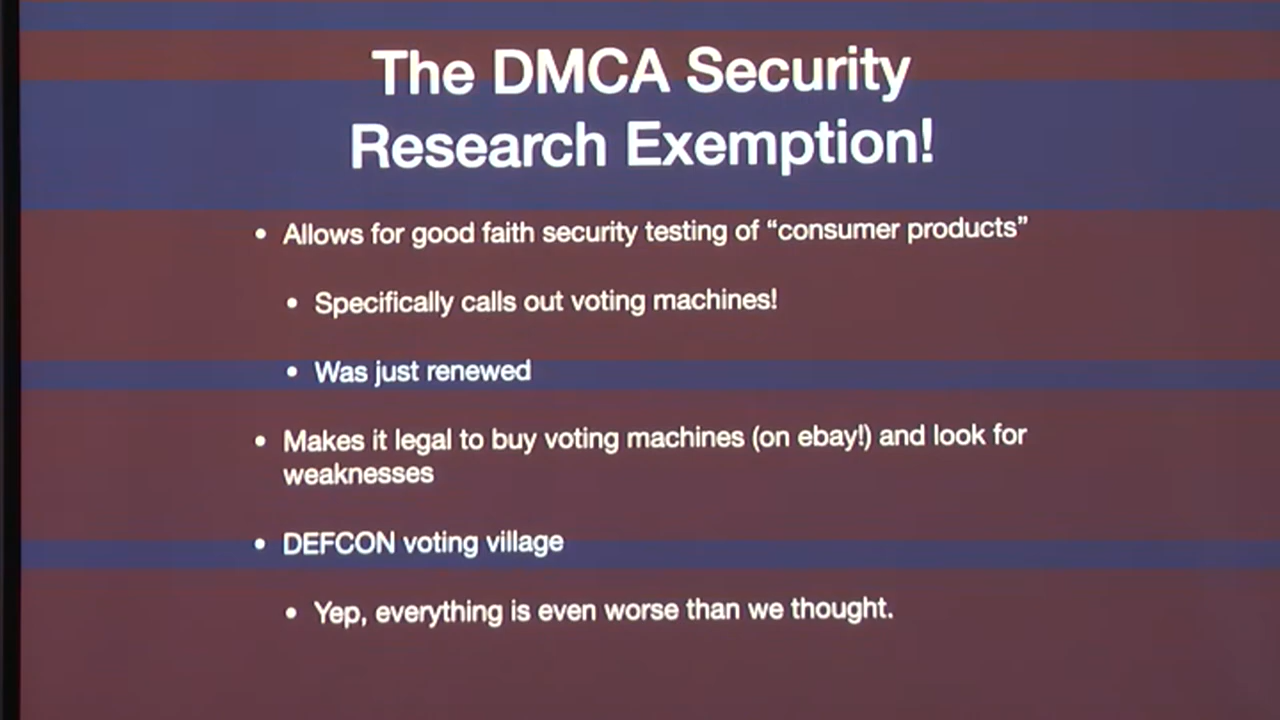 The DMCA Security
Research Exemption!
• Allows for good faith security testing of “consumer products”
• Specifically calls out voting machines!
• Was just renewed
• Makes it legal to buy voting machines (on ebay!) and look for
weaknesses
• DEFCON voting village
• Yep, everything is even worse than we thought.